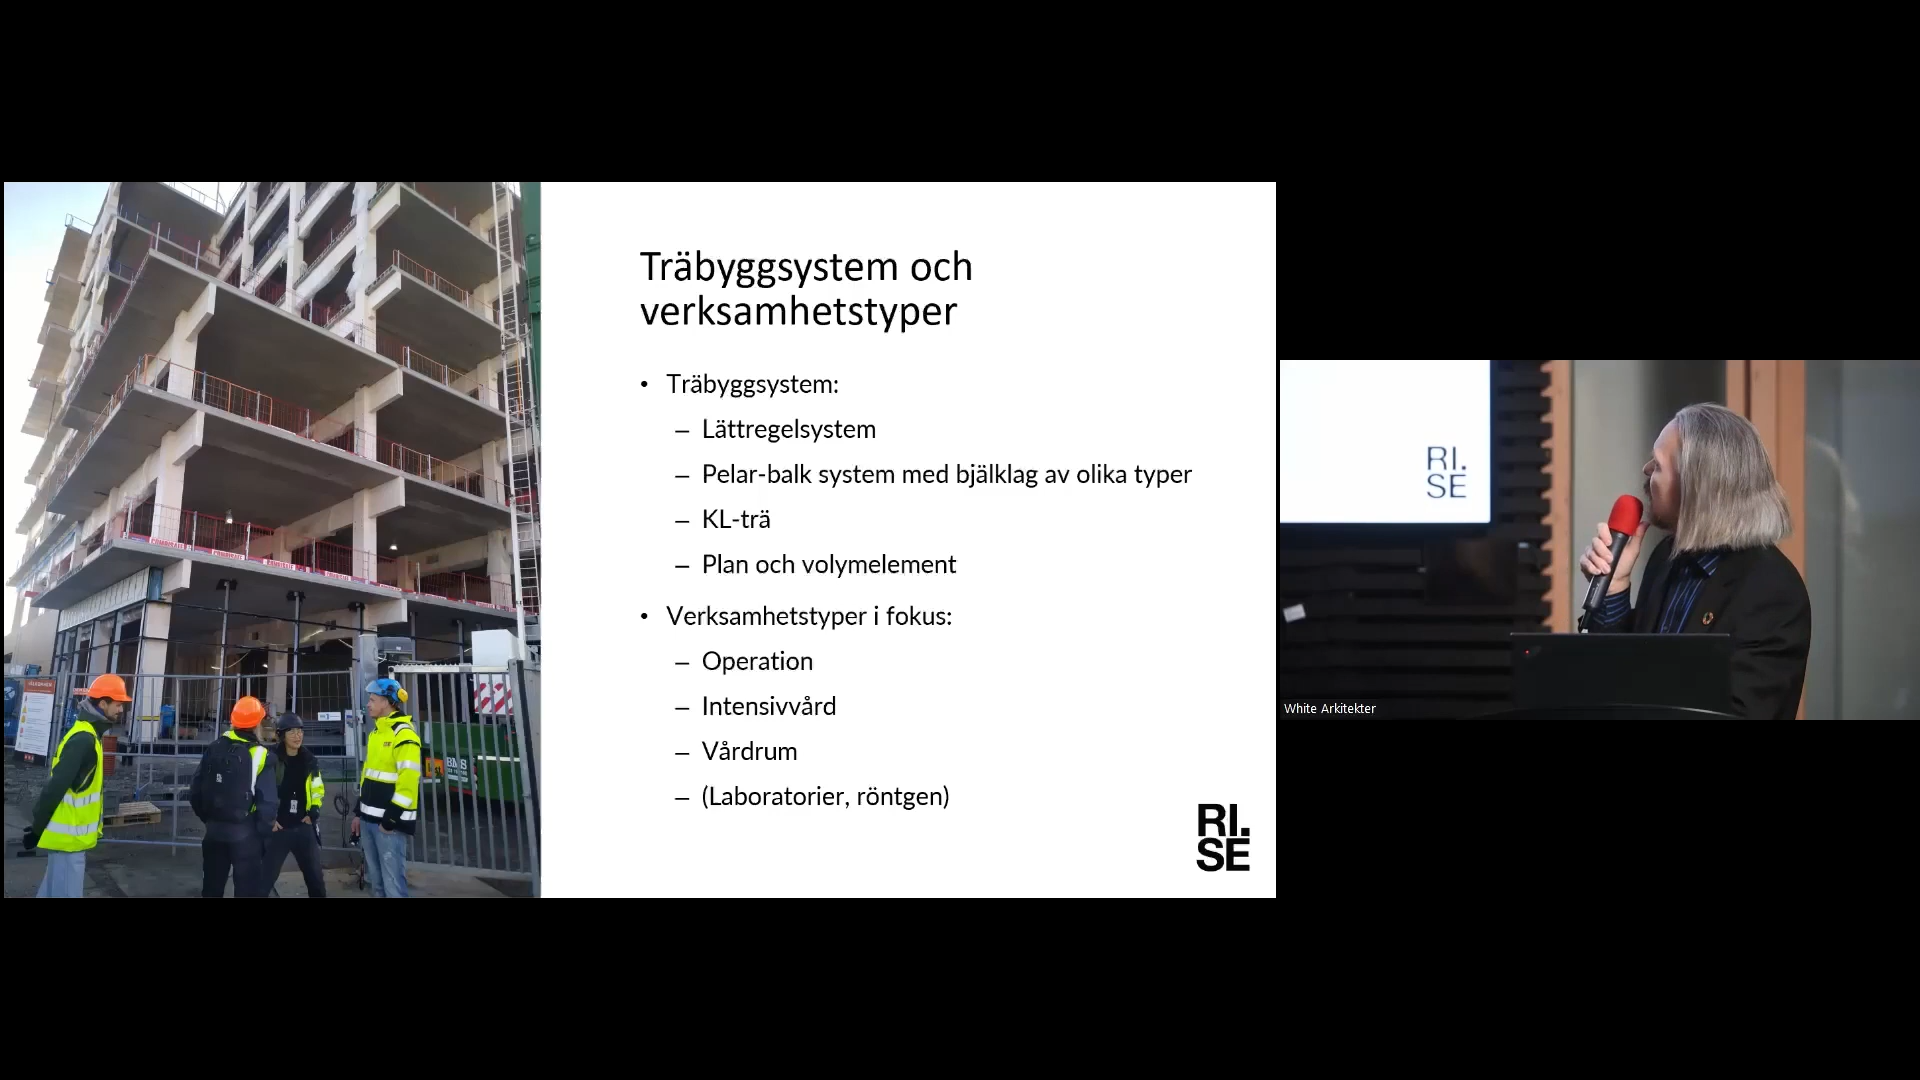 Träbyggsystem och
verksamhetstyper
• Träbyggsystem:
– Lättregelsystem
– Pelar-balk system med bjälklag av olika typer
– KL-trä
– Plan och volymelement
• Verksamhetstyper i fokus:
– Operation
– Intensivvård
– Vårdrum
– (Laboratorier, röntgen)
RI.
SE
RI.
SE
White Arkitekter